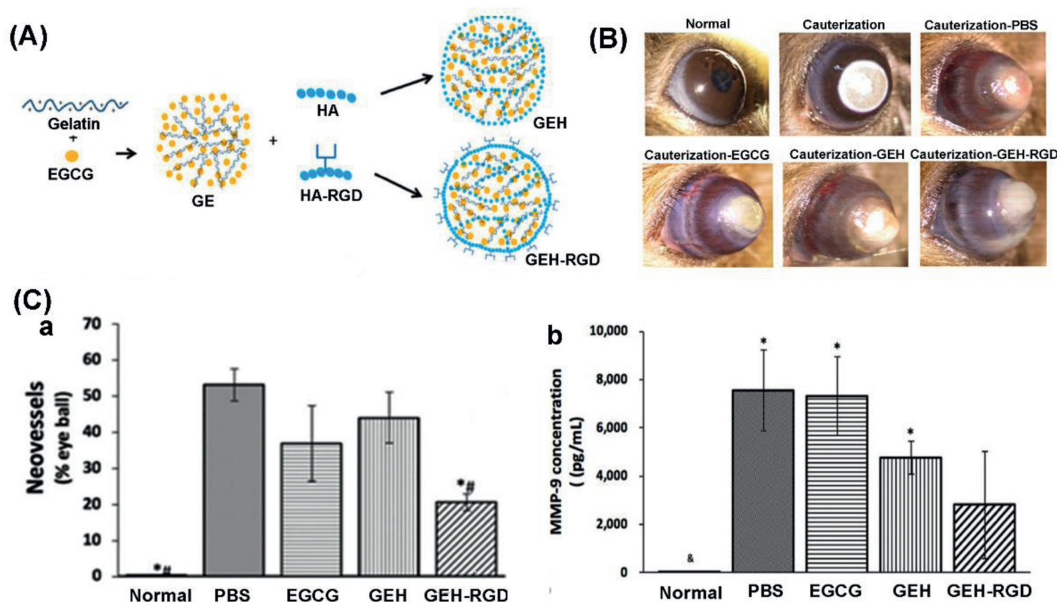 (A)
Gelatin
+
EGCG
GE
+
HA
HA-RGD
GEH
GEH-RGD
(B)
Normal
Cauterization
Cauterization-PBS
Cauterization-EGCG
Cauterization-GEH
Cauterization-GEH-RGD
(C)
a
Neovessels
(% eye ball)
70
60
50
40
30
20
10
0
*#
*#
Normal PBS EGCG GEH GEH-RGD
b
MMP-9 concentration
( (pg/mL)
10,000
8,000
6,000
4,000
2,000
0
&
*
*
*
Normal PBS EGCG GEH GEH-RGD